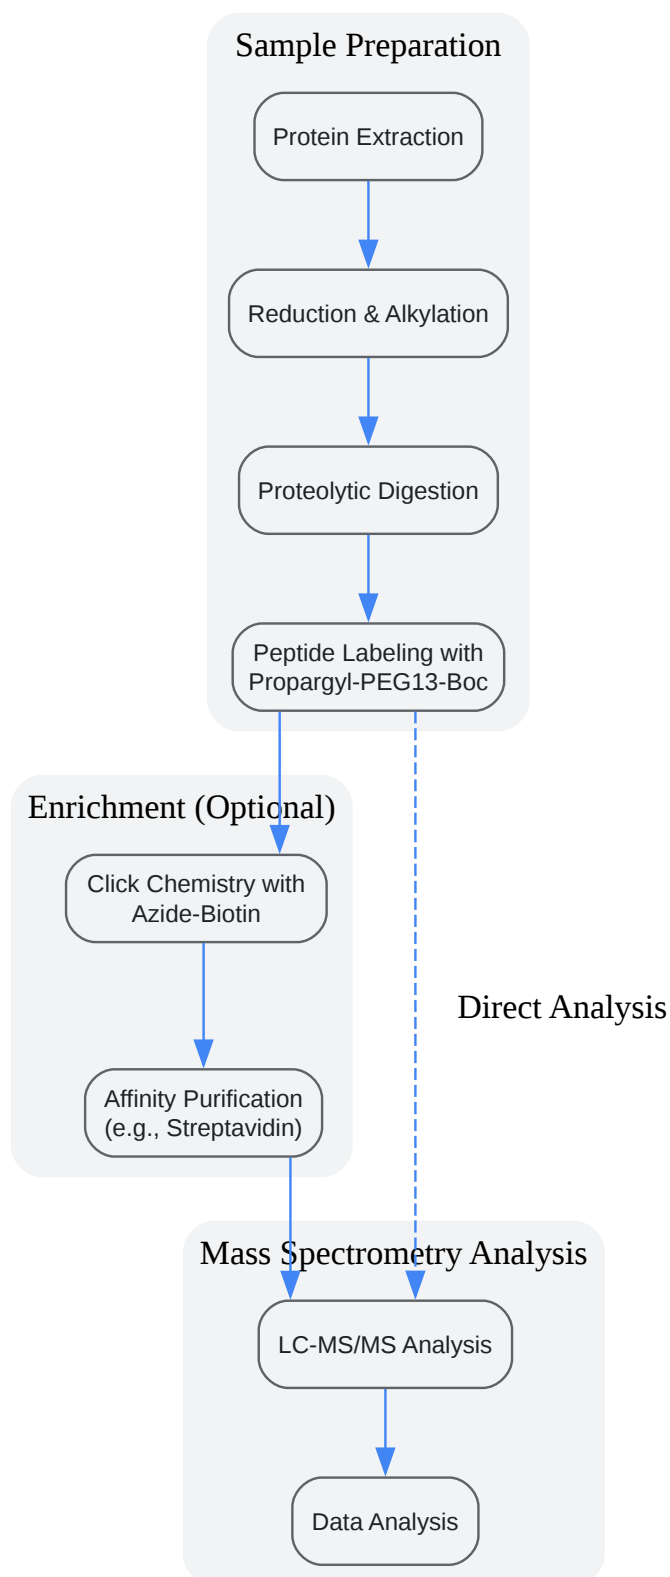 Sample Preparation
Protein Extraction
Reduction & Alkylation
Proteolytic Digestion
Peptide Labeling with
Propargyl-PEG13-Boc
Enrichment (Optional)
Click Chemistry with
Azide-Biotin
Direct Analysis
Affinity Purification
(e.g., Streptavidin)
Mass Spectrometry Analysis
LC-MS/MS Analysis
Data Analysis